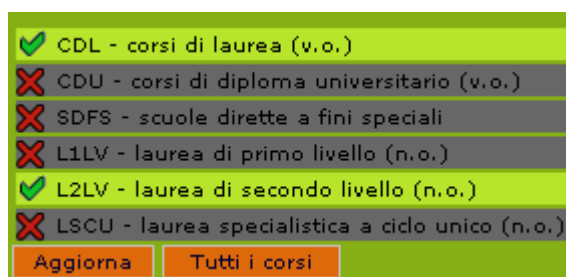 CDL - corsi di laurea (v.o.)
CDU - corsi di diploma universitario (v.o.)
SDFS - scuole dirette a fini speciali
L1LV - laurea di primo livello (n.o.)
L2LV - laurea di secondo livello (n.o.)
LSCU - laurea specialistica a ciclo unico (n.o.)
Aggiorna Tutti i corsi